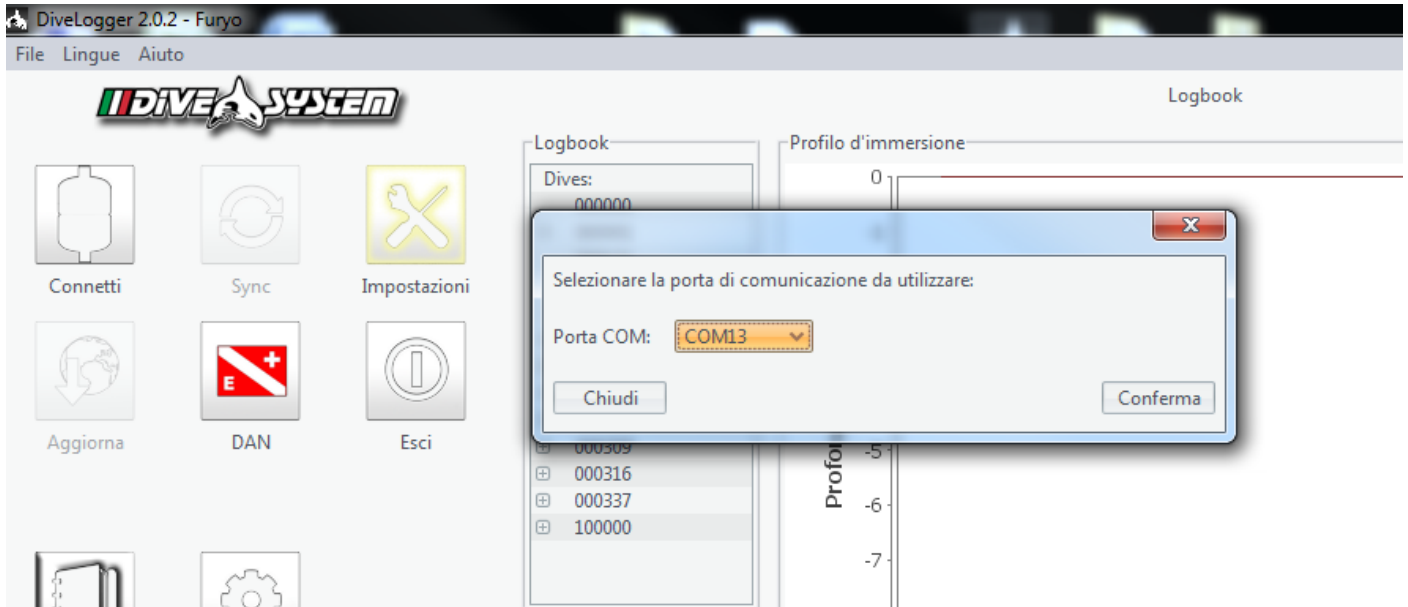 DiveLogger 2.0.2 - Furyo
File Lingue Aiuto
DIVE SYSTEM
Logbook
Connetti
Sync
Impostazioni
Aggiorna
DAN
E
Esci
Logbook
Dives:
000000
000309
000316
000337
100000
Profilo d'immersione
0
-5
-6
-7
Selezionare la porta di comunicazione da utilizzare:
Porta COM: COM13
Chiudi
Conferma